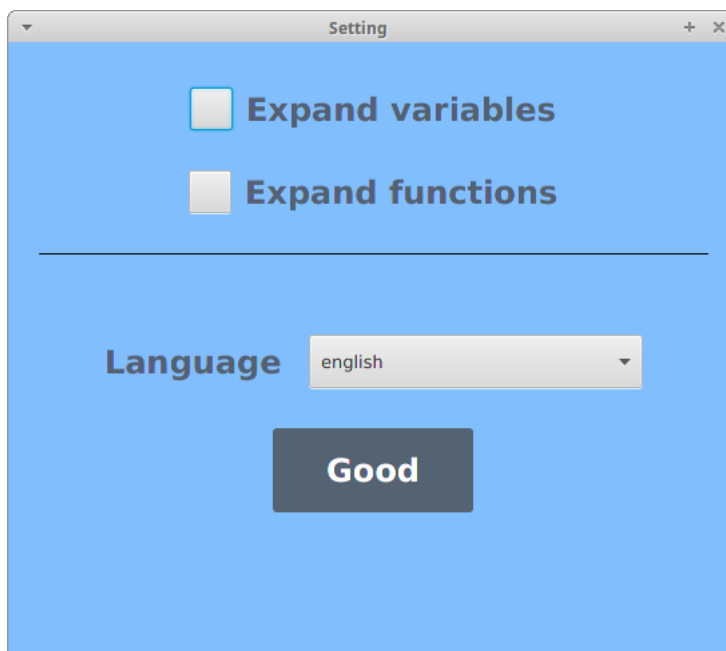 Setting
Expand variables
Expand functions
Language
english
Good